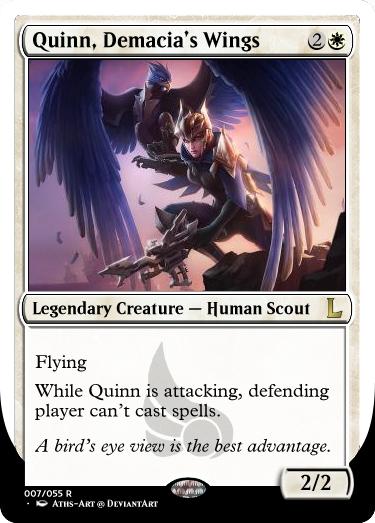 Quinn, Demacia's Wings 2
Legendary Creature — Human Scout L
Flying
While Quinn is attacking, defending
player can't cast spells.
A bird's eye view is the best advantage.
2/2
007/055 R
· Aths-Art @ DeviantArt